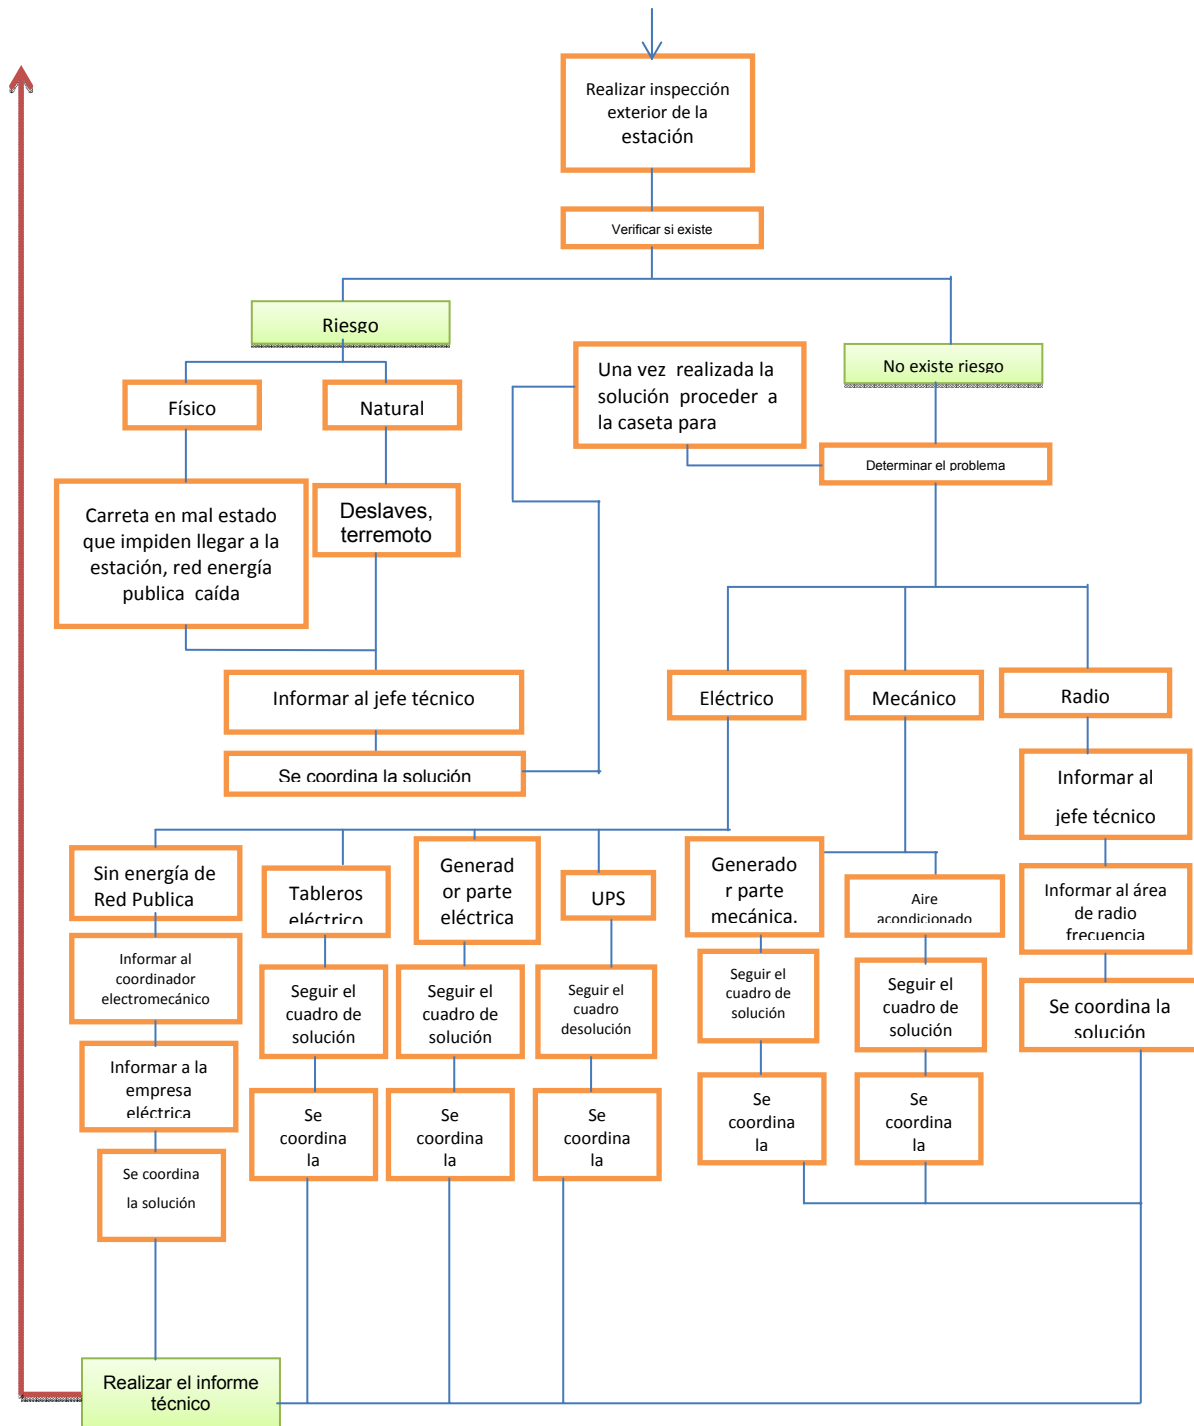 Realizar inspección
exterior de la
estación
Verificar si existe
Riesgo
No existe riesgo
Una vez realizada la
solución proceder a
la caseta para
Físico
Natural
Determinar el problema
Carreta en mal estado
que impiden llegar a la
estación, red energía
publica caída
Deslaves,
terremoto
Informar al jefe técnico
Se coordina la solución
Eléctrico
Mecánico
Radio
Informar al
jefe técnico
Sin energía de
Red Publica
Tableros
eléctrico
Generad
or parte
eléctrica
UPS
Generado
r parte
mecánica.
Aire
acondicionado
Informar al área
de radio
frecuencia
Informar al
coordinador
electromecánico
Seguir el
cuadro de
solución
Seguir el
cuadro de
solución
Seguir el
cuadro
desolución
Seguir el
cuadro de
solución
Seguir el
cuadro de
solución
Se coordina la
solución
Informar a la
empresa
eléctrica
Se
coordina
la
Se
coordina
la
Se
coordina
la
Se
coordina
la
Se
coordina
la
Se coordina
la solución
Realizar el informe
técnico